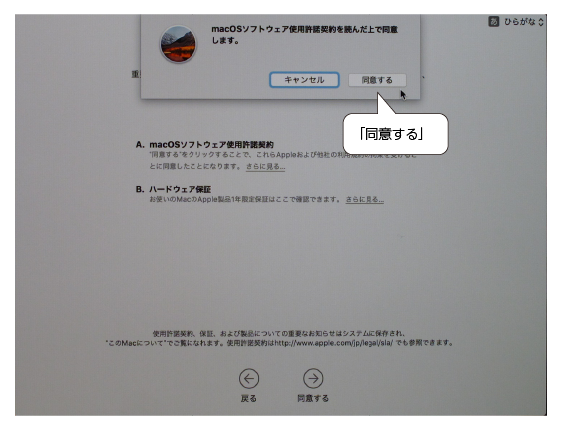 macOSソフトウェア使用許諾契約を読んだ上で同意
します。
あ ひらがな
重
キャンセル 同意する
「同意する」
A. macOSソフトウェア使用許諾契約
"同意する"をクリックすることで、これらAppleおよび他社の利用規約の拘束を受けるこ
とに同意したことになります。 さらに見る...
B. ハードウェア保証
お使いのMacのApple製品1年限定保証はここで確認できます。 さらに見る...
使用許諾契約、保証、および製品についての重要なお知らせはシステムに保存され、
"このMacについて"でご覧になれます。使用許諾契約はhttp://www.apple.com/jp/legal/sla/ でも参照できます。
戻る 同意する